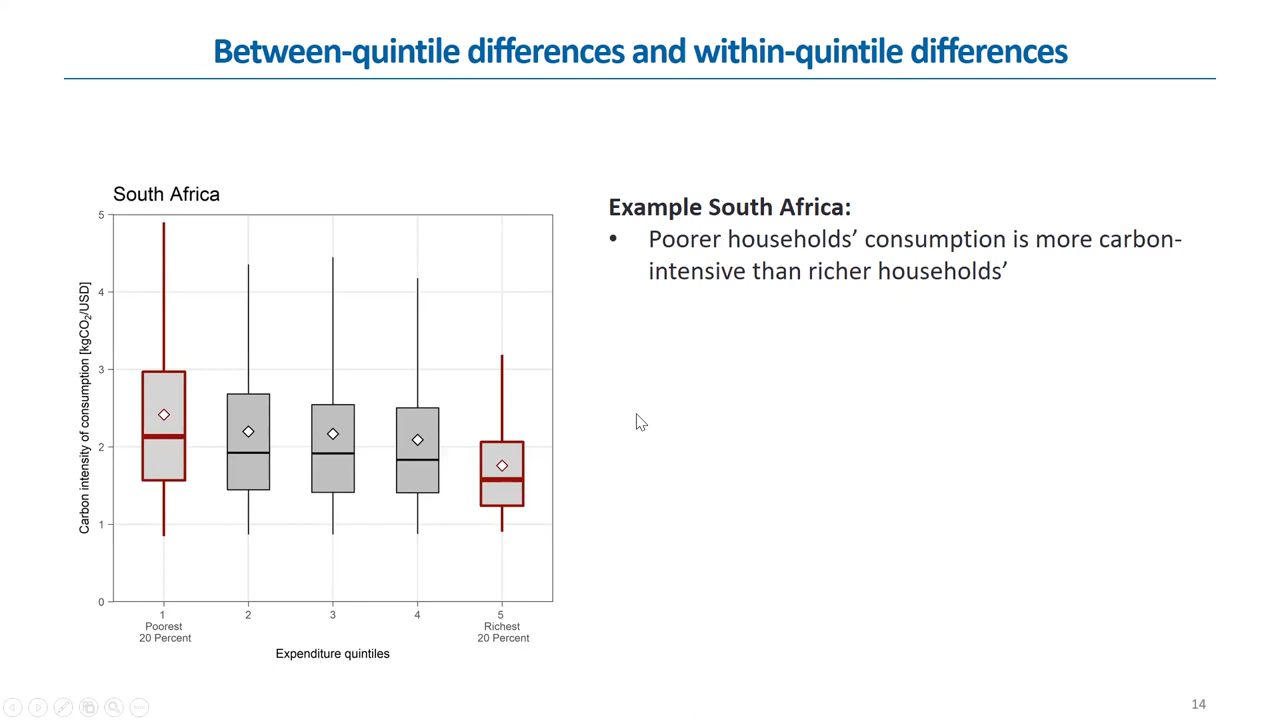 Between-quintile differences and within-quintile differences
South Africa
Carbon intensity of consumption [kgCO₂/USD]
5
4
3
2
1
0
1
Poorest
20 Percent
2
3
4
5
Richest
20 Percent
Expenditure quintiles
Example South Africa:
• Poorer households’ consumption is more carbon-
intensive than richer households’
14